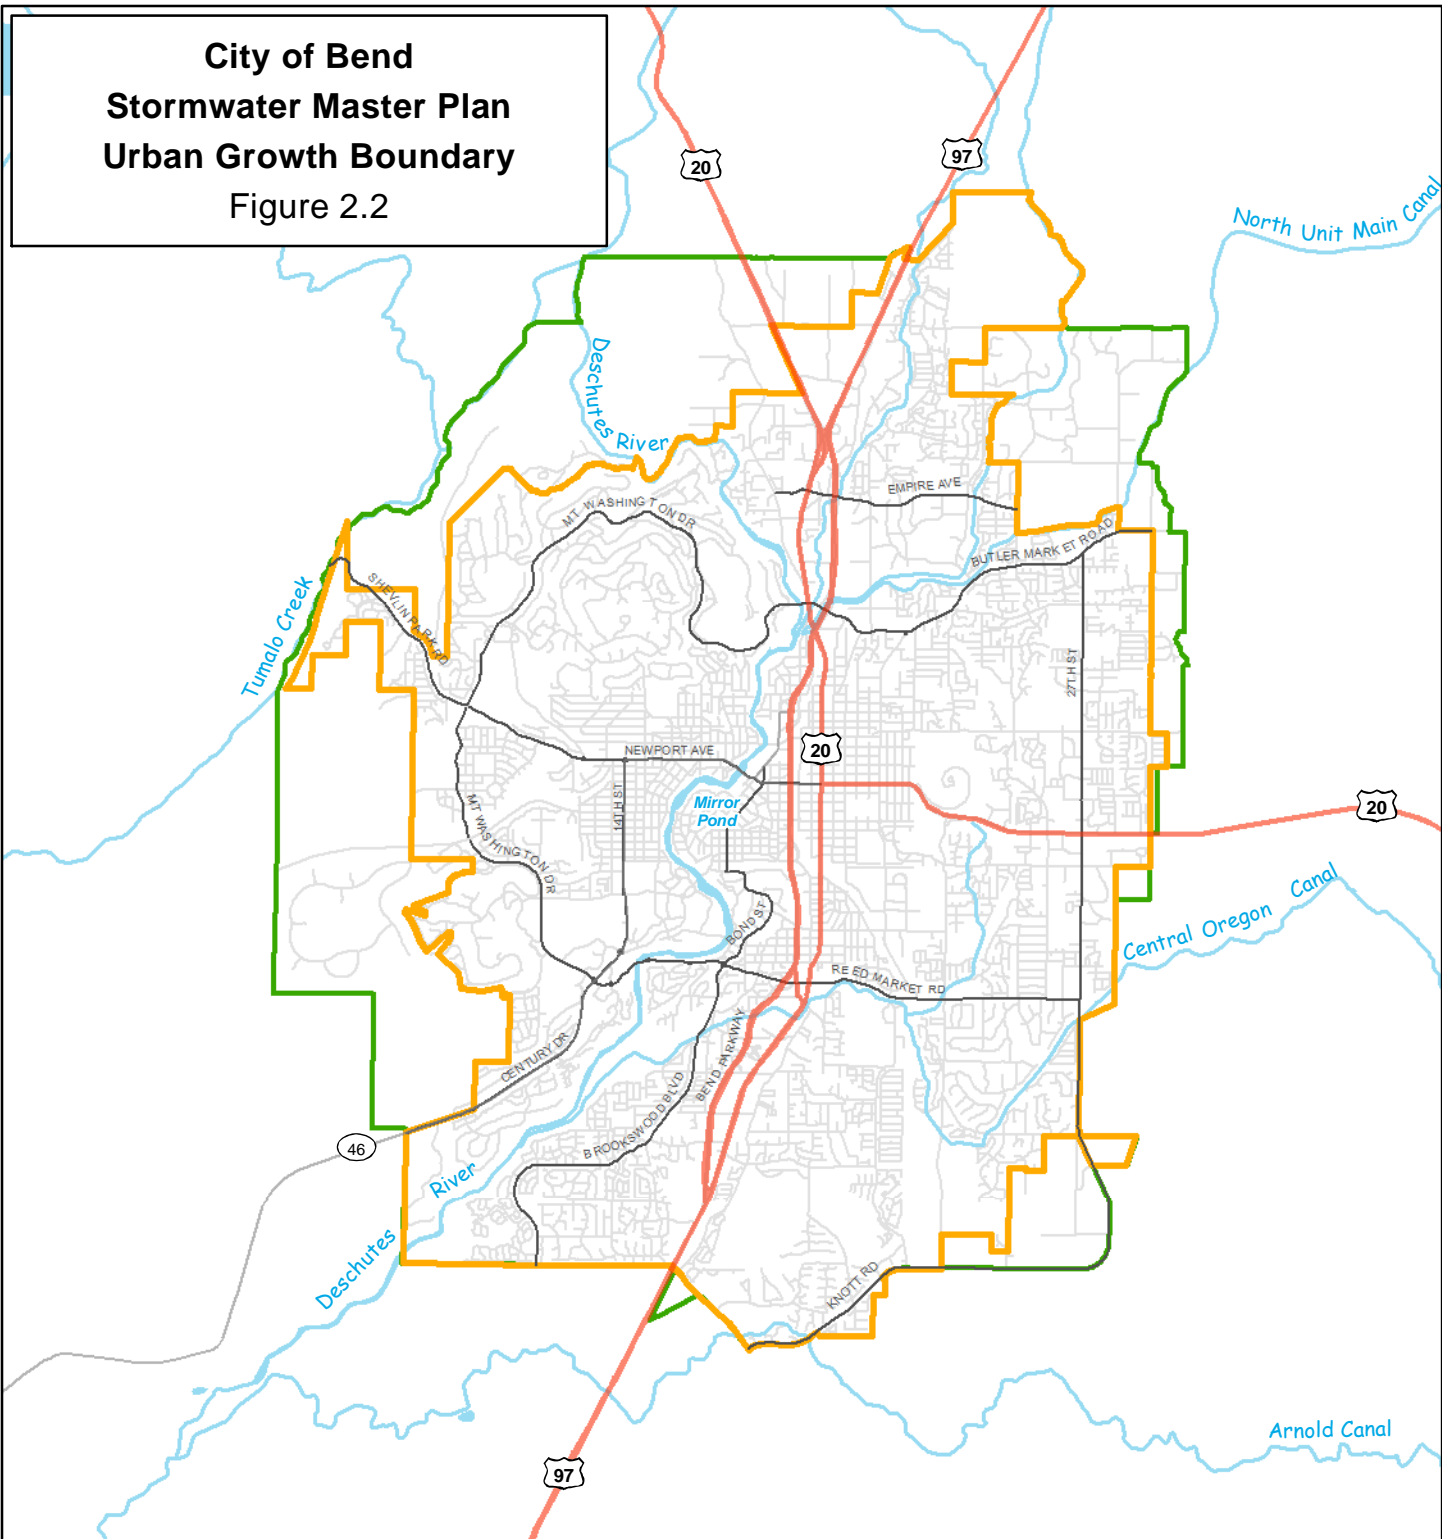 City of Bend
Stormwater Master Plan
Urban Growth Boundary
Figure 2.2
20
97
North Unit Main Canal
Deschutes River
EMPIRE AVE
MT WASHINGTON DR
BUTLER MARKET ROAD
SHEVLIN PARK RD
Tumalo Creek
27TH ST
NEWPORT AVE
20
14TH ST
Mirror
Pond
20
MT WASHINGTON DR
Central Oregon Canal
BOND ST
REED MARKET RD
CENTURY DR
BEND PARKWAY
BROOKSWOOD BLVD
46
Deschutes River
KNOTT RD
Arnold Canal
97